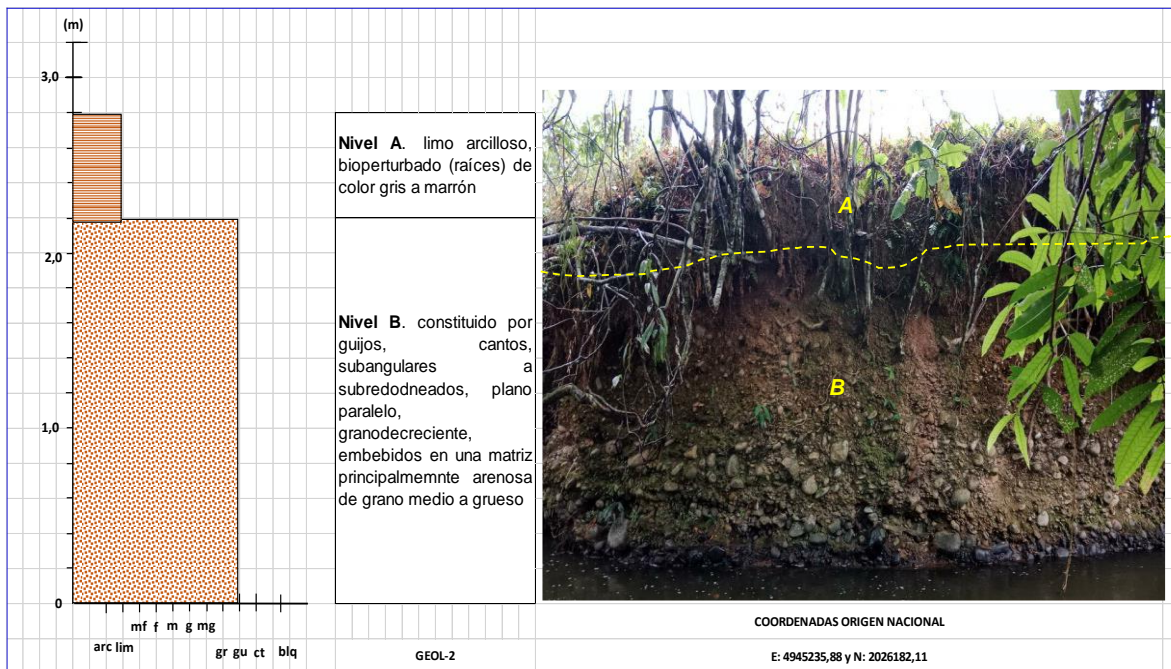 (m)
3,0
2,0
1,0
0
mf f m g mg
arc lim
gr gu ct blq
Nivel A. limo arcilloso,
bioperturbado (raíces) de
color gris a marrón
Nivel B. constituido por
guijos, cantos,
subangulares a
subredodneados, plano
paralelo,
granodecreciente,
embebidos en una matriz
principalmemnte arenosa
de grano medio a grueso
GEOL-2
A
B
COORDENADAS ORIGEN NACIONAL
E: 4945235,88 y N: 2026182,11